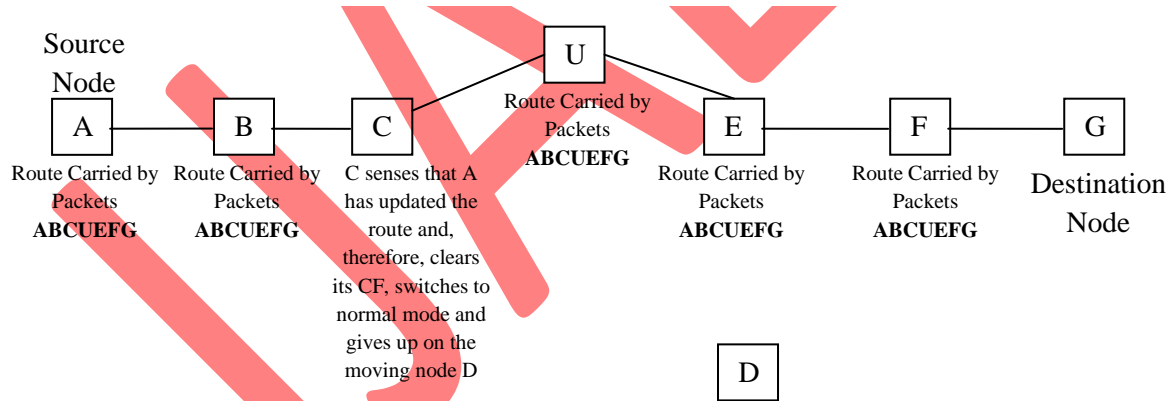 Source
Node
A
Route Carried by
Packets
ABCUEFG
B
Route Carried by
Packets
ABCUEFG
C
C senses that A
has updated the
route and,
therefore, clears
its CF, switches to
normal mode and
gives up on the
moving node D
U
Route Carried by
Packets
ABCUEFG
E
Route Carried by
Packets
ABCUEFG
F
Route Carried by
Packets
ABCUEFG
G
Destination
Node
D